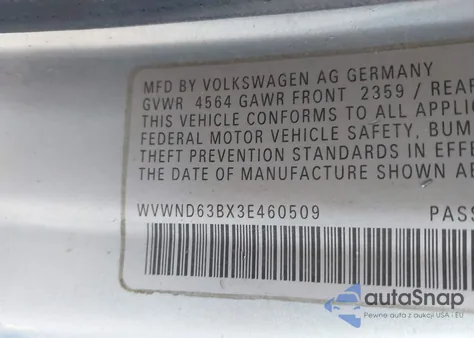 MFD BY VOLKSWAGEN AG GERMANY
GVWR 4564 GAWR FRONT 2359 / REAR
THIS VEHICLE CONFORMS TO ALL APPLIC
FEDERAL MOTOR VEHICLE SAFETY, BUM
THEFT PREVENTION STANDARDS IN EFFE
THE DATE OF MANUFACTURE SHOWN AB
WVWND63BX3E460509 PASS
autoSnap
Pewne auta z aukcji USA i EU